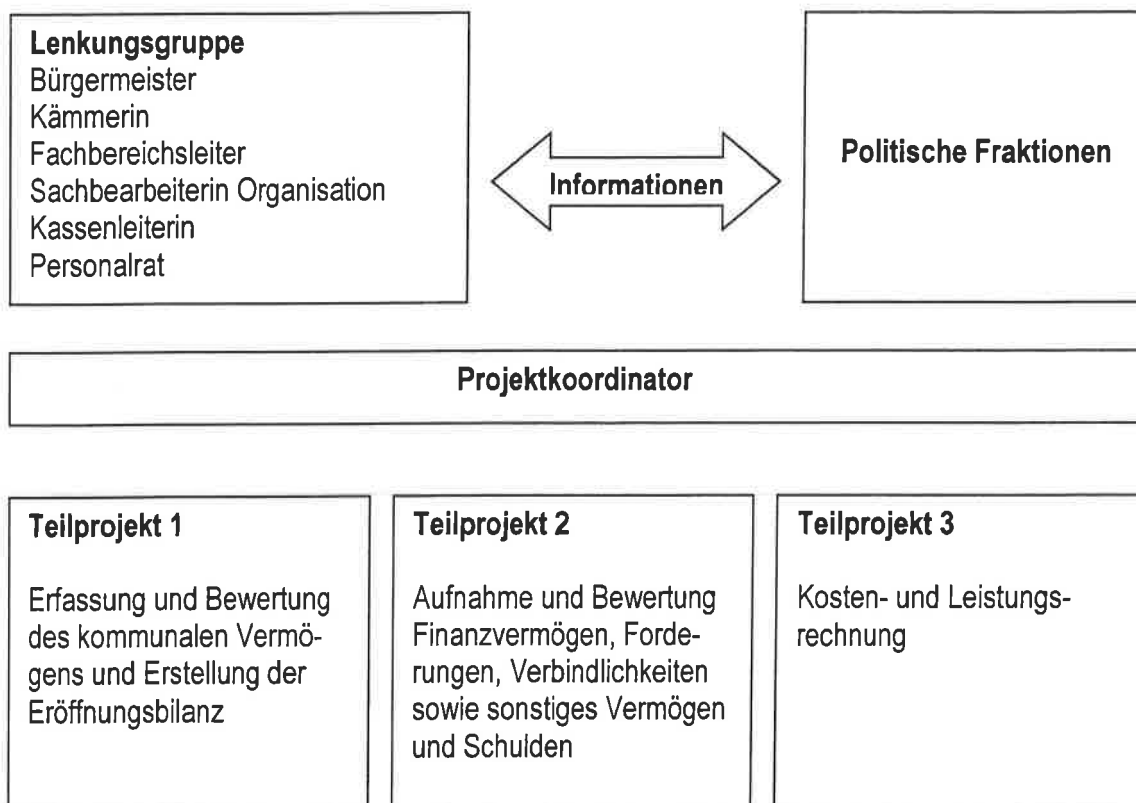 Lenkungsgruppe
Bürgermeister
Kämmerin
Fachbereichsleiter
Sachbearbeiterin Organisation
Kassenleiterin
Personalrat
Informationen
Politische Fraktionen
Projektkoordinator
Teilprojekt 1
Erfassung und Bewertung
des kommunalen Vermö-
gens und Erstellung der
Eröffnungsbilanz
Teilprojekt 2
Aufnahme und Bewertung
Finanzvermögen, Forde-
rungen, Verbindlichkeiten
sowie sonstiges Vermögen
und Schulden
Teilprojekt 3
Kosten- und Leistungs-
rechnung